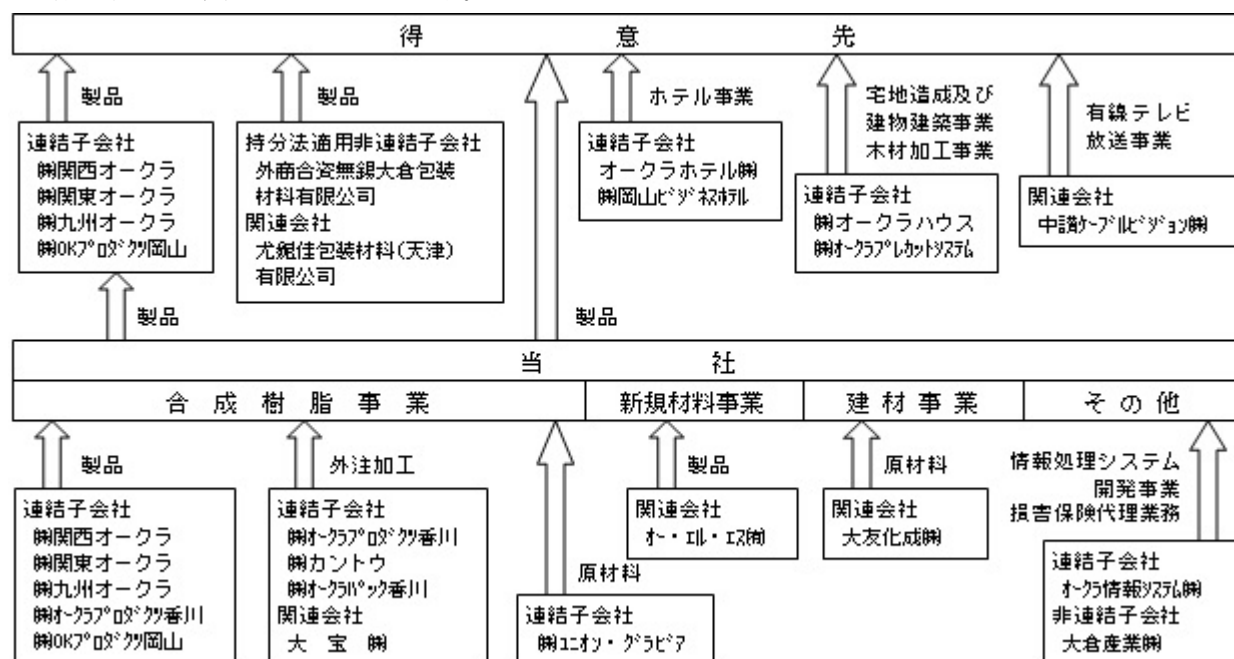 得意先
製品
製品
ホテル事業
宅地造成及び
建物建築事業
木材加工事業
有線テレビ
放送事業
連結子会社
㈱関西オークラ
㈱関東オークラ
㈱九州オークラ
㈱OKﾌﾟﾛﾀﾞｸﾂ岡山
持分法適用非連結子会社
外商合资無錫大倉包装
材料有限公司
関連会社
尤妮佳包装材料(天津)
有限公司
連結子会社
オークラホテル㈱
㈱岡山ﾋﾞｼﾞﾈｽﾎﾃﾙ
連結子会社
㈱オークラハウス
㈱ｵｰｸﾗﾌﾟﾚｶｯﾄｼｽﾃﾑ
関連会社
中讃ｹｰﾌﾞﾙﾋﾞｼﾞｮﾝ㈱
製品
製品
当社
合成樹脂事業
新規材料事業
建材事業
その他
製品
外注加工
原材料
製品
原材料
情報処理システム
開発事業
損害保険代理業務
連結子会社
㈱関西オークラ
㈱関東オークラ
㈱九州オークラ
㈱ｵｰｸﾗﾌﾟﾛﾀﾞｸﾂ香川
㈱OKﾌﾟﾛﾀﾞｸﾂ岡山
連結子会社
㈱ｵｰｸﾗﾌﾟﾛﾀﾞｸﾂ香川
㈱カントウ
㈱ｵｰｸﾗﾊﾟｯｸ香川
関連会社
大宝㈱
連結子会社
㈱ﾕﾆｵﾝ・ｸﾞﾗﾋﾞｱ
関連会社
ｵｰ・ｴﾙ・ｴｽ㈱
関連会社
大友化成㈱
連結子会社
ｵｰｸﾗ情報ｼｽﾃﾑ㈱
非連結子会社
大倉産業㈱